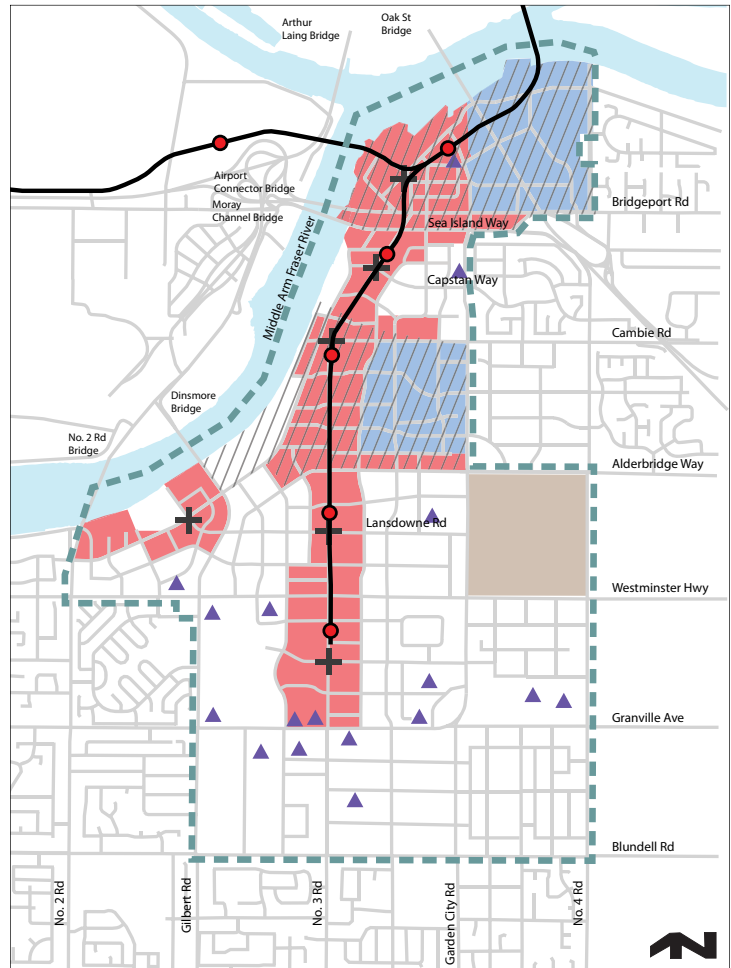 Arthur
Laing Bridge
Oak St
Bridge
Airport
Connector Bridge
Moray
Channel Bridge
Bridgeport Rd
Sea Island Way
Middle Arm Fraser River
Capstan Way
Cambie Rd
Dinsmore
Bridge
No. 2 Rd
Bridge
Alderbridge Way
Lansdowne Rd
Westminster Hwy
Granville Ave
Blundell Rd
No. 2 Rd
Gilbert Rd
No. 3 Rd
Garden City Rd
No. 4 Rd
N